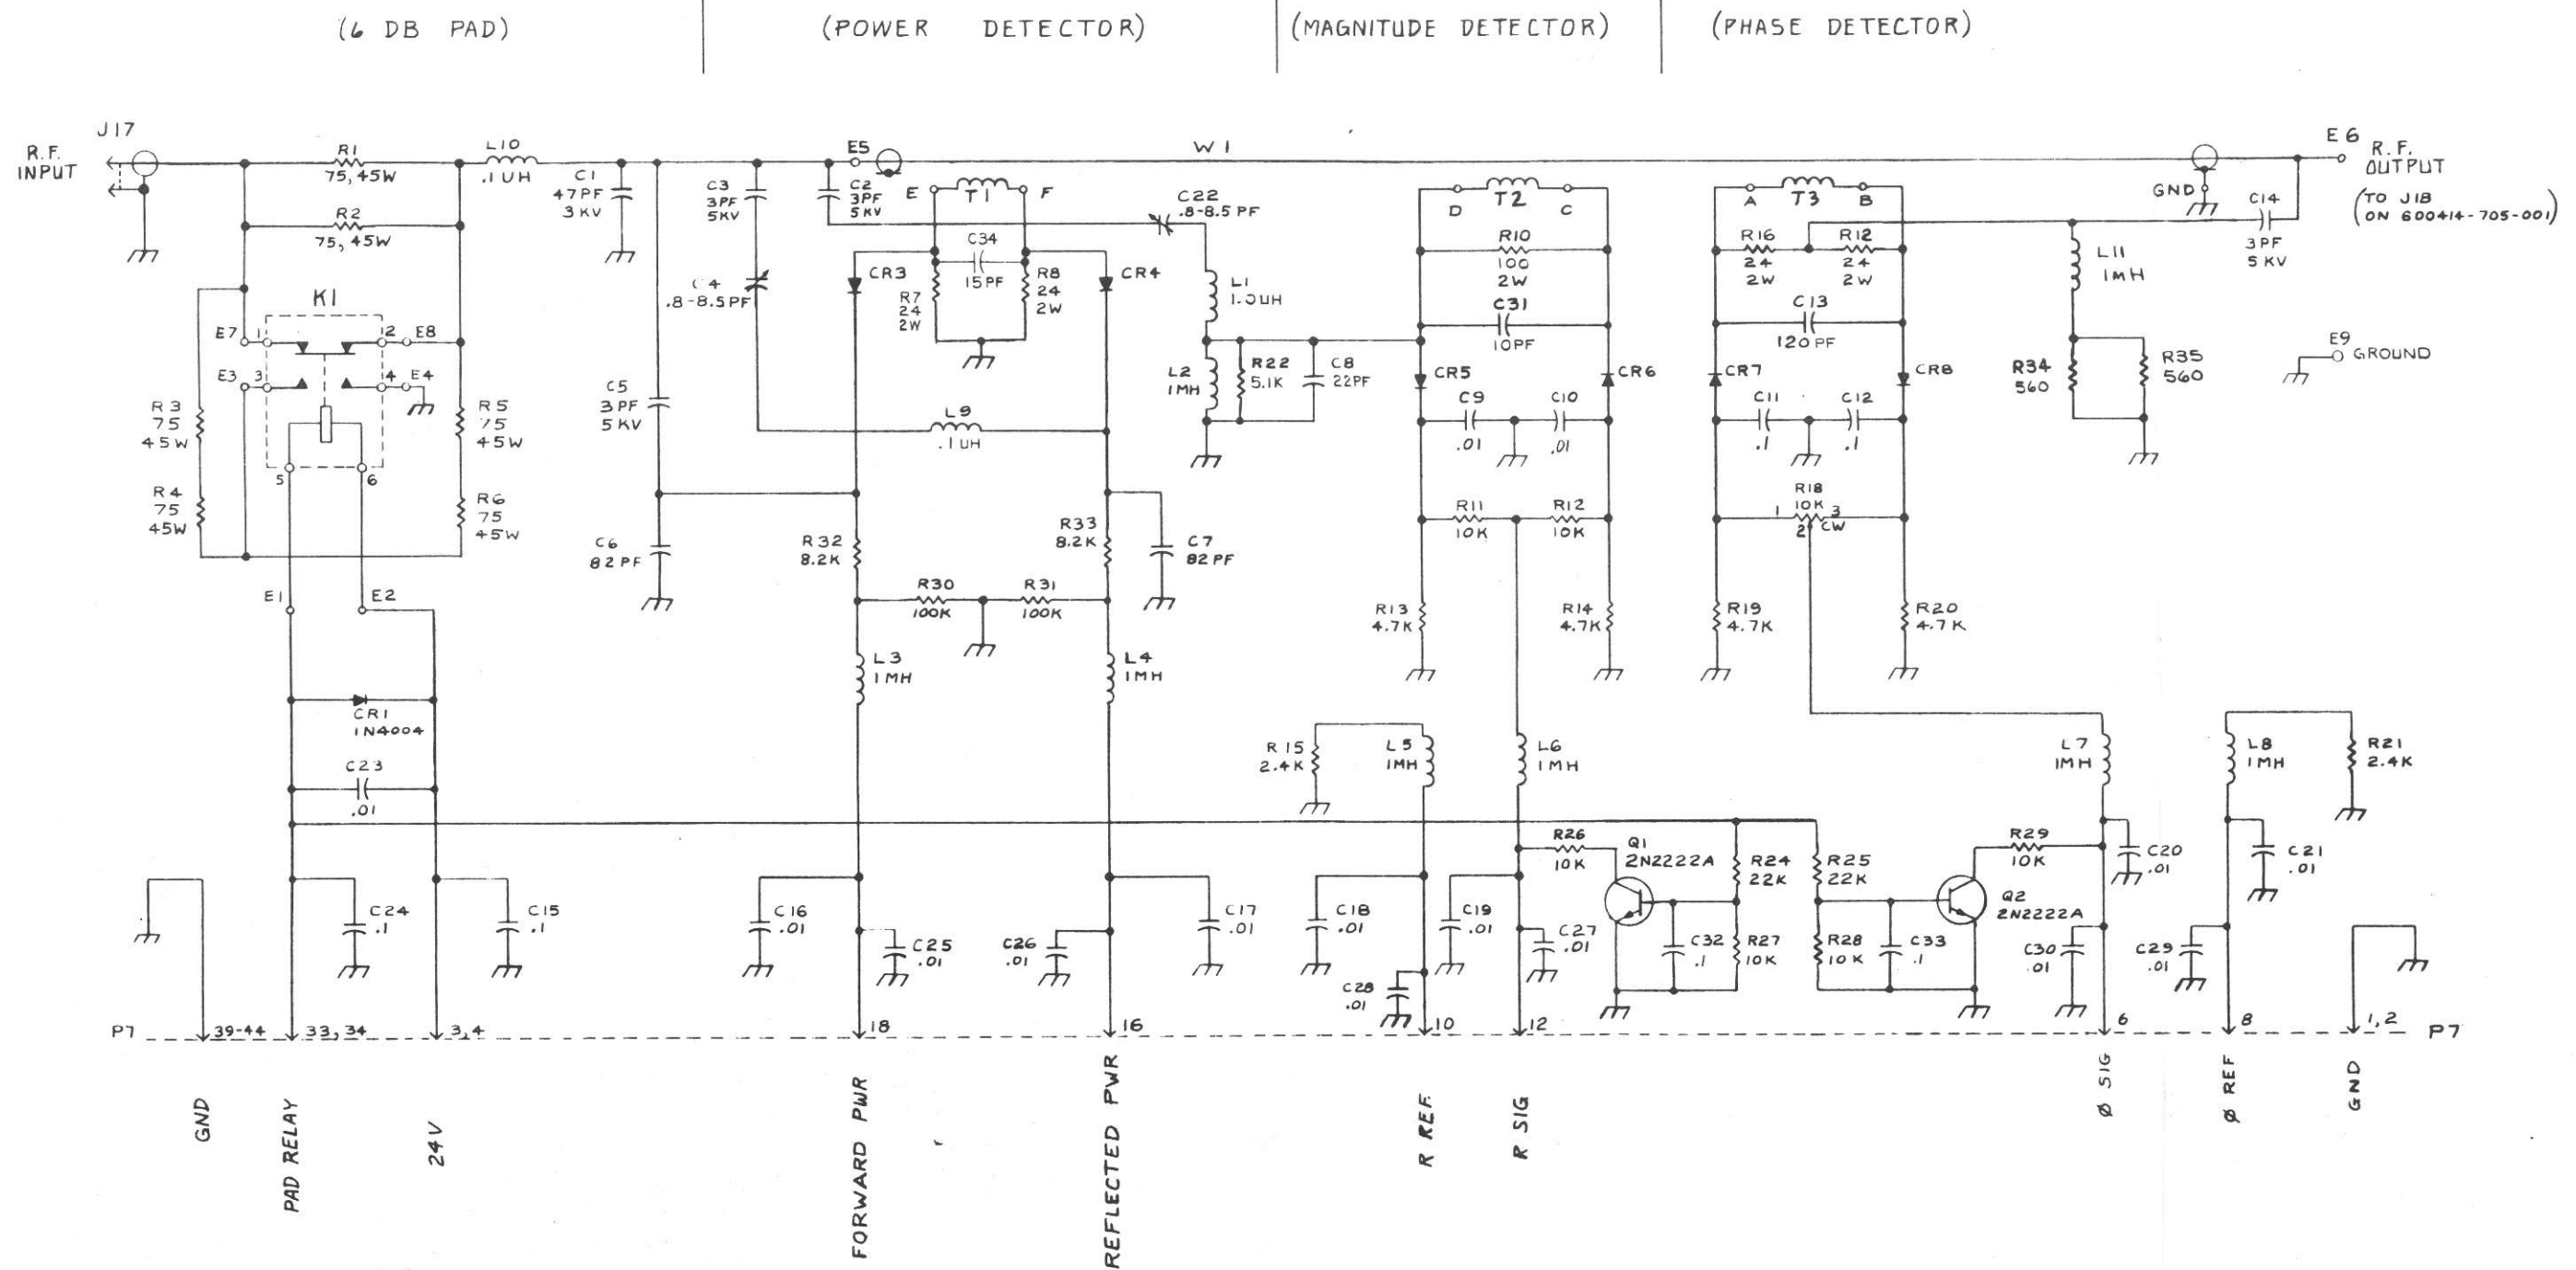 (6 DB PAD)
(POWER DETECTOR)
(MAGNITUDE DETECTOR)
(PHASE DETECTOR)
J17
R.F.
INPUT
R1
75, 45W
R2
75, 45W
L10
.1UH
C1
47PF
3KV
C3
3PF
5KV
C2
3PF
5KV
E5
W1
E6
R.F.
OUTPUT
(TO J1B
ON 600414-705-001)
E
T1
F
C34
15PF
R7
24
2W
R8
24
2W
CR3
CR4
C4
.8-8.5PF
C22
.8-8.5 PF
L1
L2
1MH
R22
5.1K
C8
22PF
D
T2
C
R10
100
2W
C31
10PF
CR5
CR6
C9
.01
C10
.01
A
T3
B
R16
24
2W
R12
24
2W
C13
120PF
CR7
CR8
C11
.1
C12
.1
GND
C14
3PF
5KV
L11
1MH
R34
560
R35
560
E9
GROUND
K1
E7
1
2
E8
E3
3
4
E4
5
6
R3
75
45W
R4
75
45W
R5
75
45W
R6
75
45W
C5
3PF
5KV
L9
.1UH
C6
82PF
R32
8.2K
R33
8.2K
C7
82PF
R30
100K
R31
100K
R11
10K
R12
10K
R18
10K
1
3
2
CW
R13
4.7K
R14
4.7K
R19
4.7K
R20
4.7K
E1
E2
CR1
1N4004
C23
.01
L3
1MH
L4
1MH
R15
2.4K
L5
1MH
L6
1MH
L7
1MH
L8
1MH
R21
2.4K
R26
10K
Q1
2N2222A
R24
22K
R25
22K
R29
10K
Q2
2N2222A
C20
.01
C21
.01
C24
.1
C15
.1
C16
.01
C25
.01
C26
.01
C17
.01
C18
.01
C19
.01
C27
.01
C28
.01
C32
.1
R27
10K
R28
10K
C33
.1
C30
.01
C29
.01
P7
39-44
33, 34
3,4
18
16
10
12
6
8
1,2
P7
GND
PAD RELAY
24V
FORWARD PWR
REFLECTED PWR
R REF.
R SIG
Ø SIG
Ø REF
GND